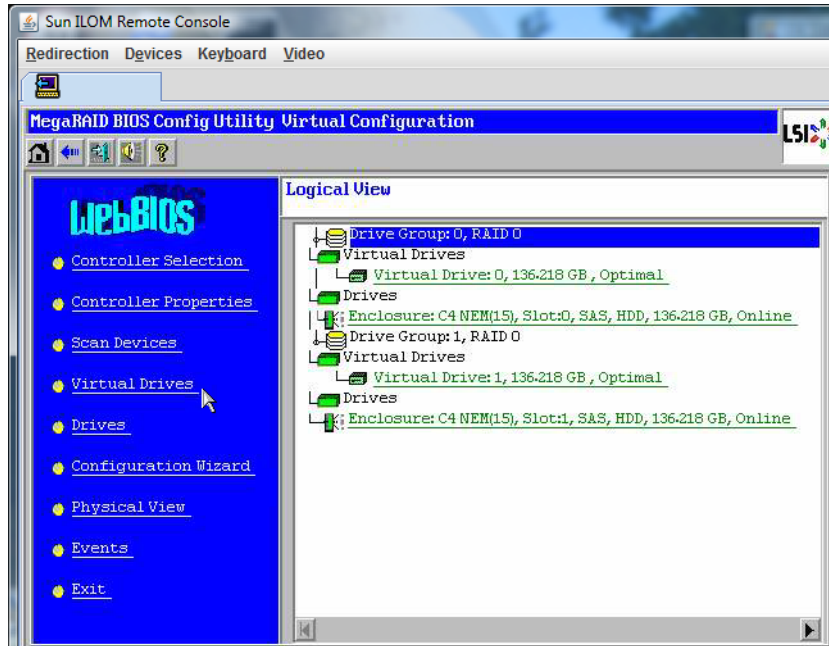 Sun ILOM Remote Console
Redirection Devices Keyboard Video
MegaRAID BIOS Config Utility Virtual Configuration
LSI
WebBIOS
Controller Selection
Controller Properties
Scan Devices
Virtual Drives
Drives
Configuration Wizard
Physical View
Events
Exit
Logical View
Drive Group: 0, RAID 0
Virtual Drives
Virtual Drive: 0, 136.218 GB , Optimal
Drives
Enclosure: C4 NEM(15), Slot:0, SAS, HDD, 136.218 GB, Online
Drive Group: 1, RAID 0
Virtual Drives
Virtual Drive: 1, 136.218 GB , Optimal
Drives
Enclosure: C4 NEM(15), Slot:1, SAS, HDD, 136.218 GB, Online